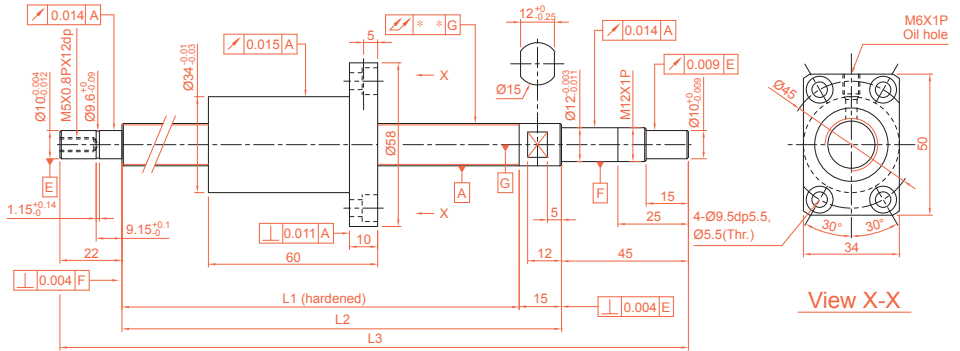 0.014 A
Ø10 -0.004 -0.012
M5X0.8PX12dp
Ø9.6 +0 -0.09
Ø34 -0.01 -0.03
0.015 A
5
* * G
X
X
Ø58
12 +0 -0.25
Ø15
Ø12 -0.003 -0.011
0.014 A
M12X1P
0.009 E
Ø10 +0 -0.009
M6X1P
Oil hole
Ø45
50
E
A
G
F
1.15 +0.14 -0
9.15 +0.1 -0
0.011 A
10
60
22
0.004 F
5
12
15
25
45
4-Ø9.5dp5.5,
Ø5.5(Thr.)
30°
30°
34
L1 (hardened)
15
0.004 E
L2
L3
View X-X